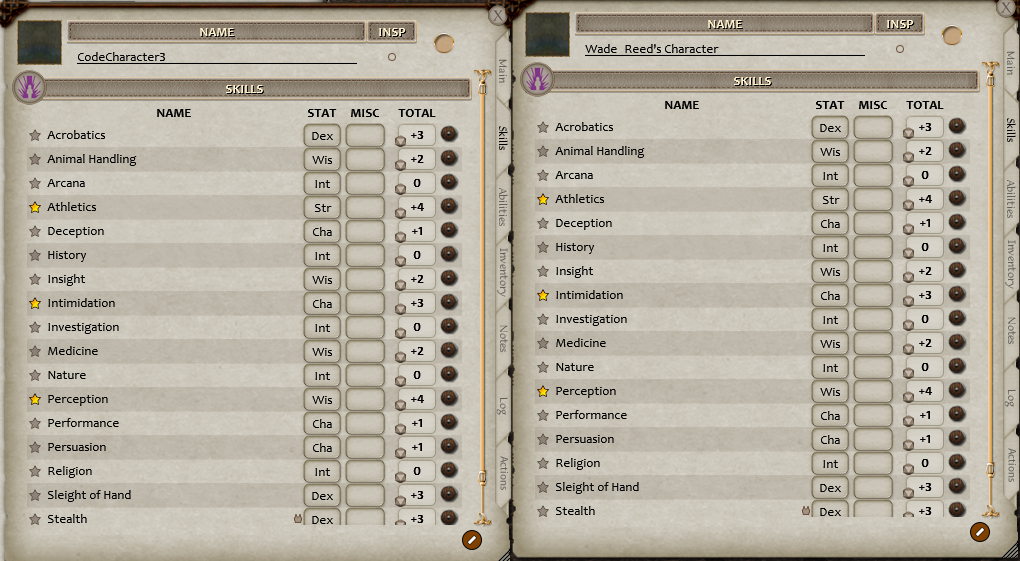 NAME INSP
CodeCharacter3
SKILLS
NAME STAT MISC TOTAL
Acrobatics Dex +3
Animal Handling Wis +2
Arcana Int 0
Athletics Str +4
Deception Cha +1
History Int 0
Insight Wis +2
Intimidation Cha +3
Investigation Int 0
Medicine Wis +2
Nature Int 0
Perception Wis +4
Performance Cha +1
Persuasion Cha +1
Religion Int 0
Sleight of Hand Dex +3
Stealth Dex +3
Main
Skills
Abilities
Inventory
Notes
Log
Actions
NAME INSP
Wade Reed's Character
SKILLS
NAME STAT MISC TOTAL
Acrobatics Dex +3
Animal Handling Wis +2
Arcana Int 0
Athletics Str +4
Deception Cha +1
History Int 0
Insight Wis +2
Intimidation Cha +3
Investigation Int 0
Medicine Wis +2
Nature Int 0
Perception Wis +4
Performance Cha +1
Persuasion Cha +1
Religion Int 0
Sleight of Hand Dex +3
Stealth Dex +3
Main
Skills
Abilities
Inventory
Notes
Log
Actions